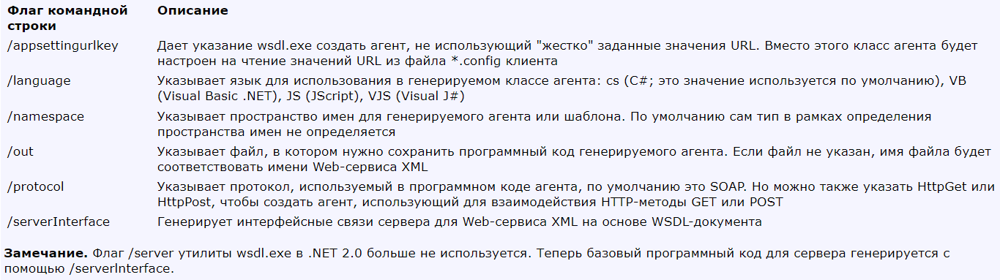 Флаг командной строки
Описание
/appsettingurlkey
Дает указание wsdl.exe создать агент, не использующий "жестко" заданные значения URL. Вместо этого класс агента будет
настроен на чтение значений URL из файла *.config клиента
/language
Указывает язык для использования в генерируемом классе агента: cs (C#; это значение используется по умолчанию), VB
(Visual Basic .NET), JS (JScript), VJS (Visual J#)
/namespace
Указывает пространство имен для генерируемого агента или шаблона. По умолчанию сам тип в рамках определения
пространства имен не определяется
/out
Указывает файл, в котором нужно сохранить программный код генерируемого агента. Если файл не указан, имя файла будет
соответствовать имени Web-сервиса XML
/protocol
Указывает протокол, используемый в программном коде агента, по умолчанию это SOAP. Но можно также указать HttpGet или
HttpPost, чтобы создать агент, использующий для взаимодействия HTTP-методы GET или POST
/serverInterface
Генерирует интерфейсные связи сервера для Web-сервиса XML на основе WSDL-документа
Замечание. Флаг /server утилиты wsdl.exe в .NET 2.0 больше не используется. Теперь базовый программный код для сервера генерируется с
помощью /serverlnterface.